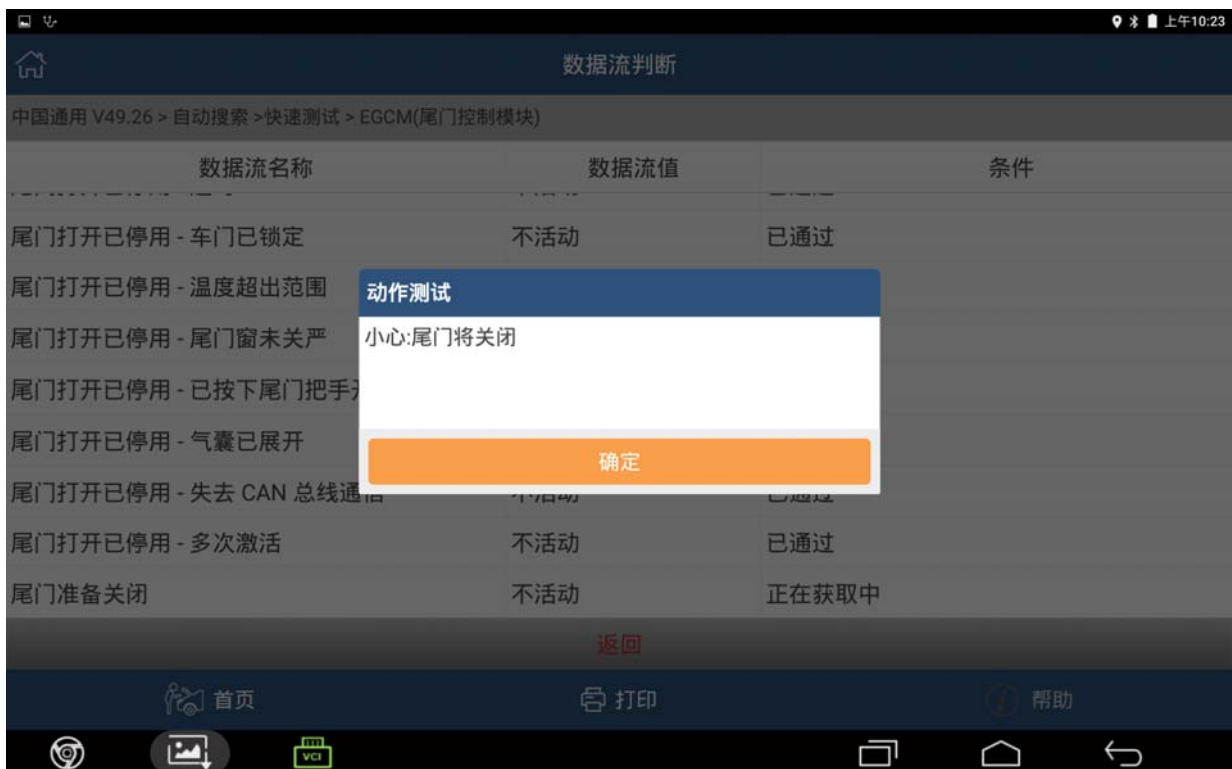 上午10:23
数据流判断
中国通用 V49.26 > 自动搜索 >快速测试 > EGCM(尾门控制模块)
数据流名称 数据流值 条件
尾门打开已停用 - 车门已锁定 不活动 已通过
尾门打开已停用 - 温度超出范围
动作测试
小心:尾门将关闭
尾门打开已停用 - 尾门窗未关严
尾门打开已停用 - 已按下尾门把手
尾门打开已停用 - 气囊已展开
确定
尾门打开已停用 - 失去 CAN 总线通信 不活动 已通过
尾门打开已停用 - 多次激活 不活动 已通过
尾门准备关闭 不活动 正在获取中
返回
首页 打印 帮助
VCI